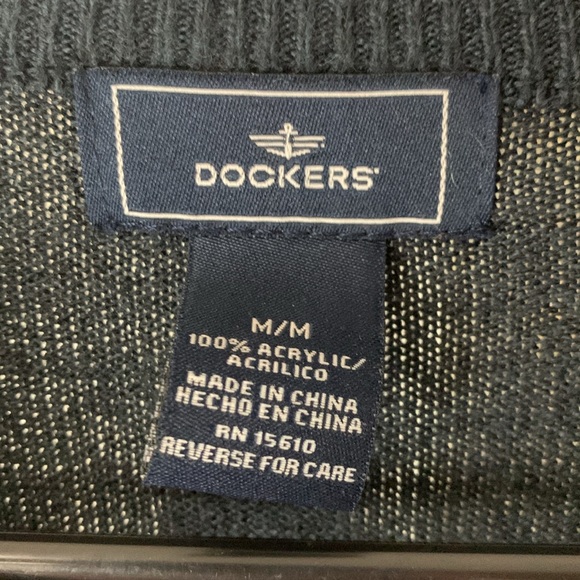 DOCKERS®
M/M
100% ACRYLIC/
ACRILICO
MADE IN CHINA
HECHO EN CHINA
RN 15610
REVERSE FOR CARE